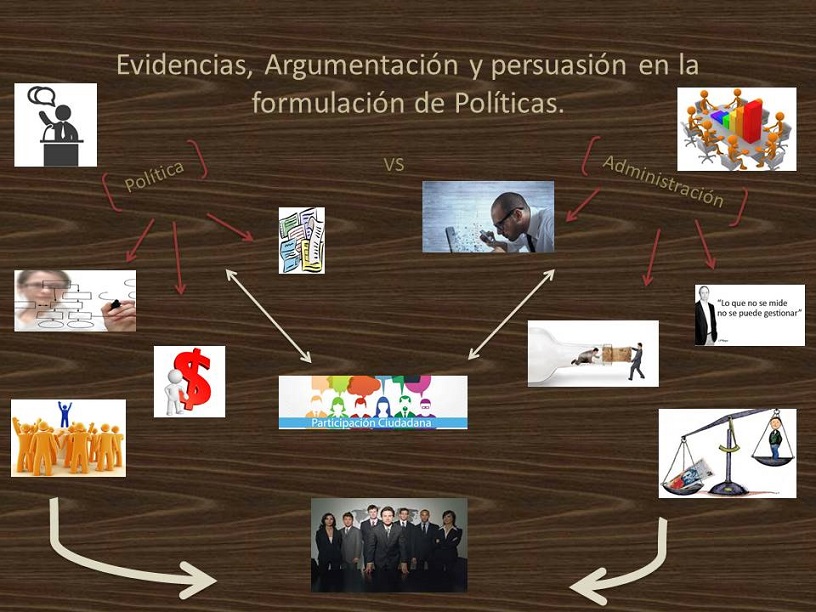 Evidencias, Argumentación y persuasión en la
formulación de Políticas.
Política
VS
Administración
“Lo que no se mide
no se puede gestionar”
Participación Ciudadana